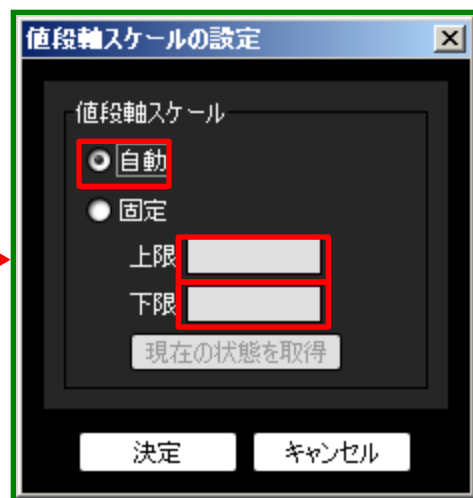 値段軸スケールの設定
値段軸スケール
自動
固定
上限
下限
現在の状態を取得
決定 キャンセル